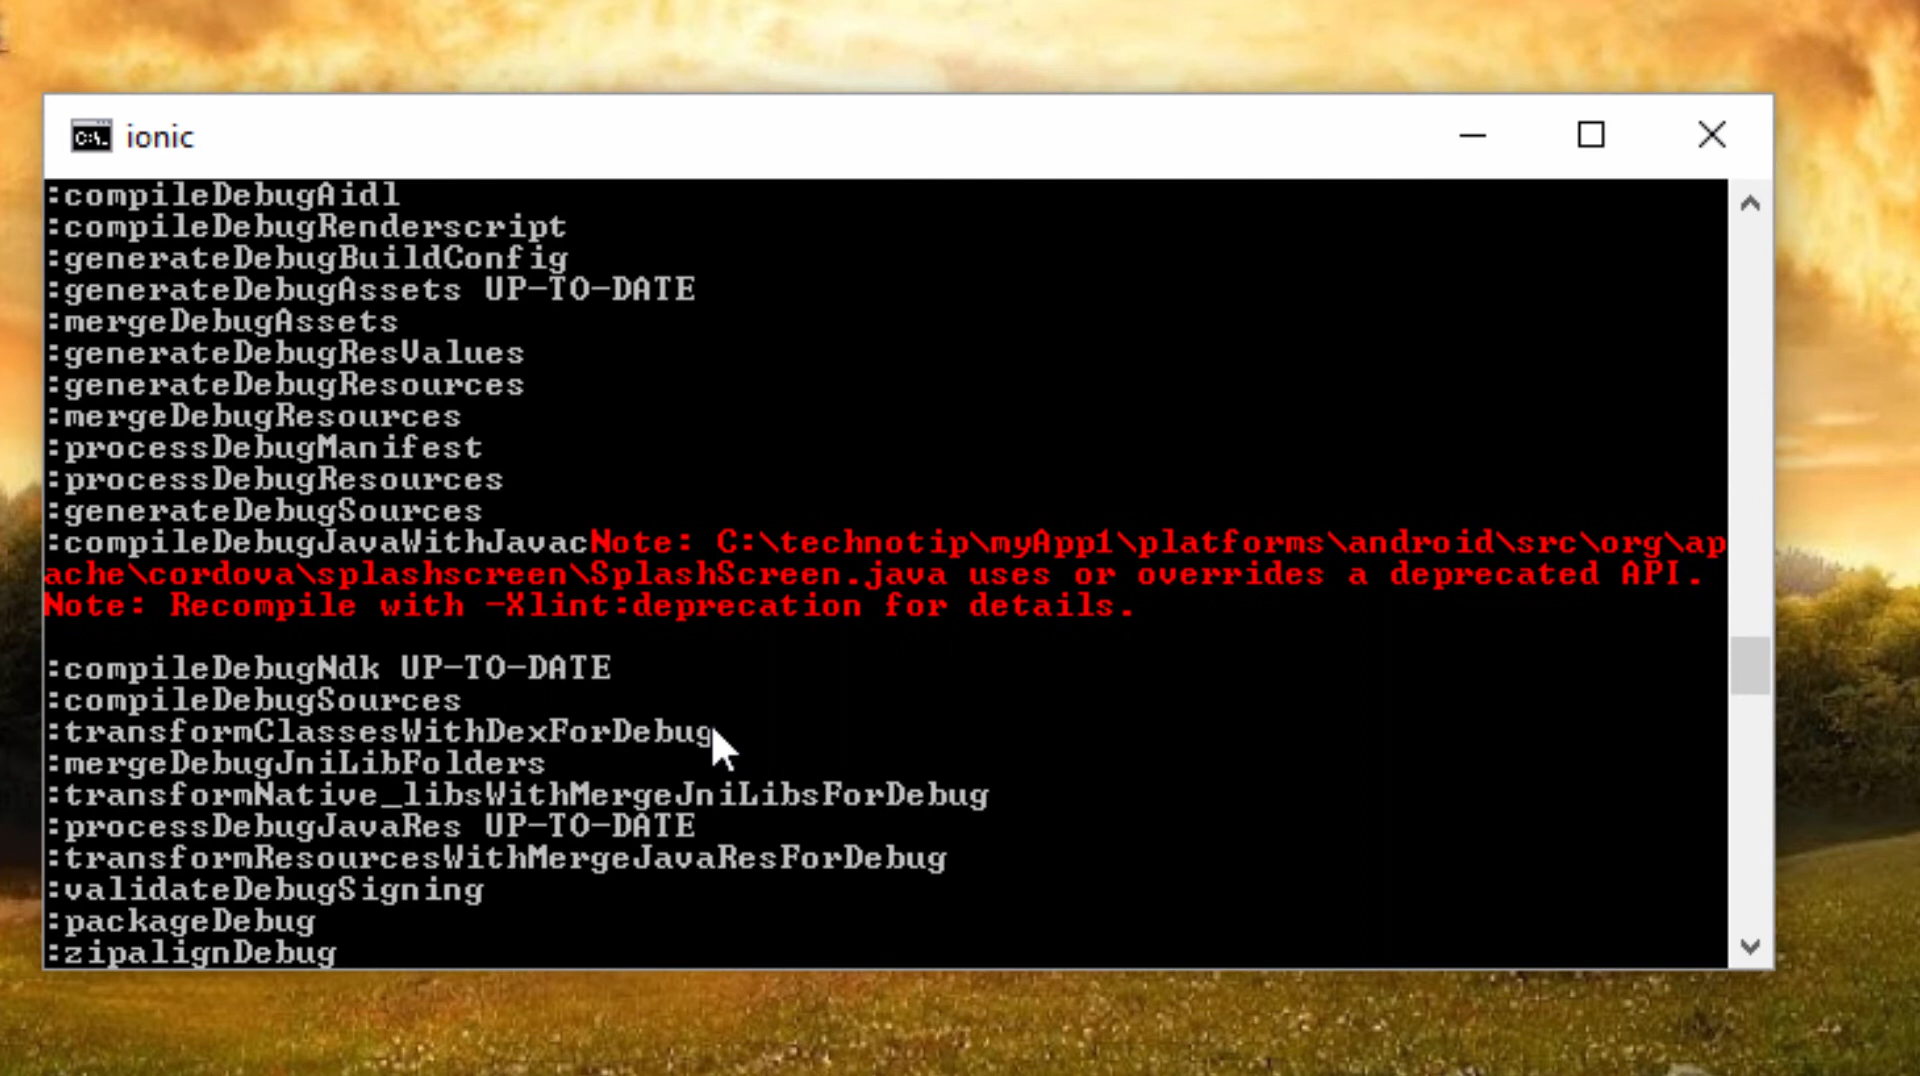 C:\.
ionic
:compileDebugAidl
:compileDebugRenderscript
:generateDebugBuildConfig
:generateDebugAssets UP-TO-DATE
:mergeDebugAssets
:generateDebugResValues
:generateDebugResources
:mergeDebugResources
:processDebugManifest
:processDebugResources
:generateDebugSources
:compileDebugJavaWithJavacNote: C:\technotip\myApp1\platforms\android\src\org\ap
ache\cordova\splashscreen\SplashScreen.java uses or overrides a deprecated API.
Note: Recompile with -Xlint:deprecation for details.
:compileDebugNdk UP-TO-DATE
:compileDebugSources
:transformClassesWithDexForDebug
:mergeDebugJniLibFolders
:transformNative_libsWithMergeJniLibsForDebug
:processDebugJavaRes UP-TO-DATE
:transformResourcesWithMergeJavaResForDebug
:validateDebugSigning
:packageDebug
:zipalignDebug